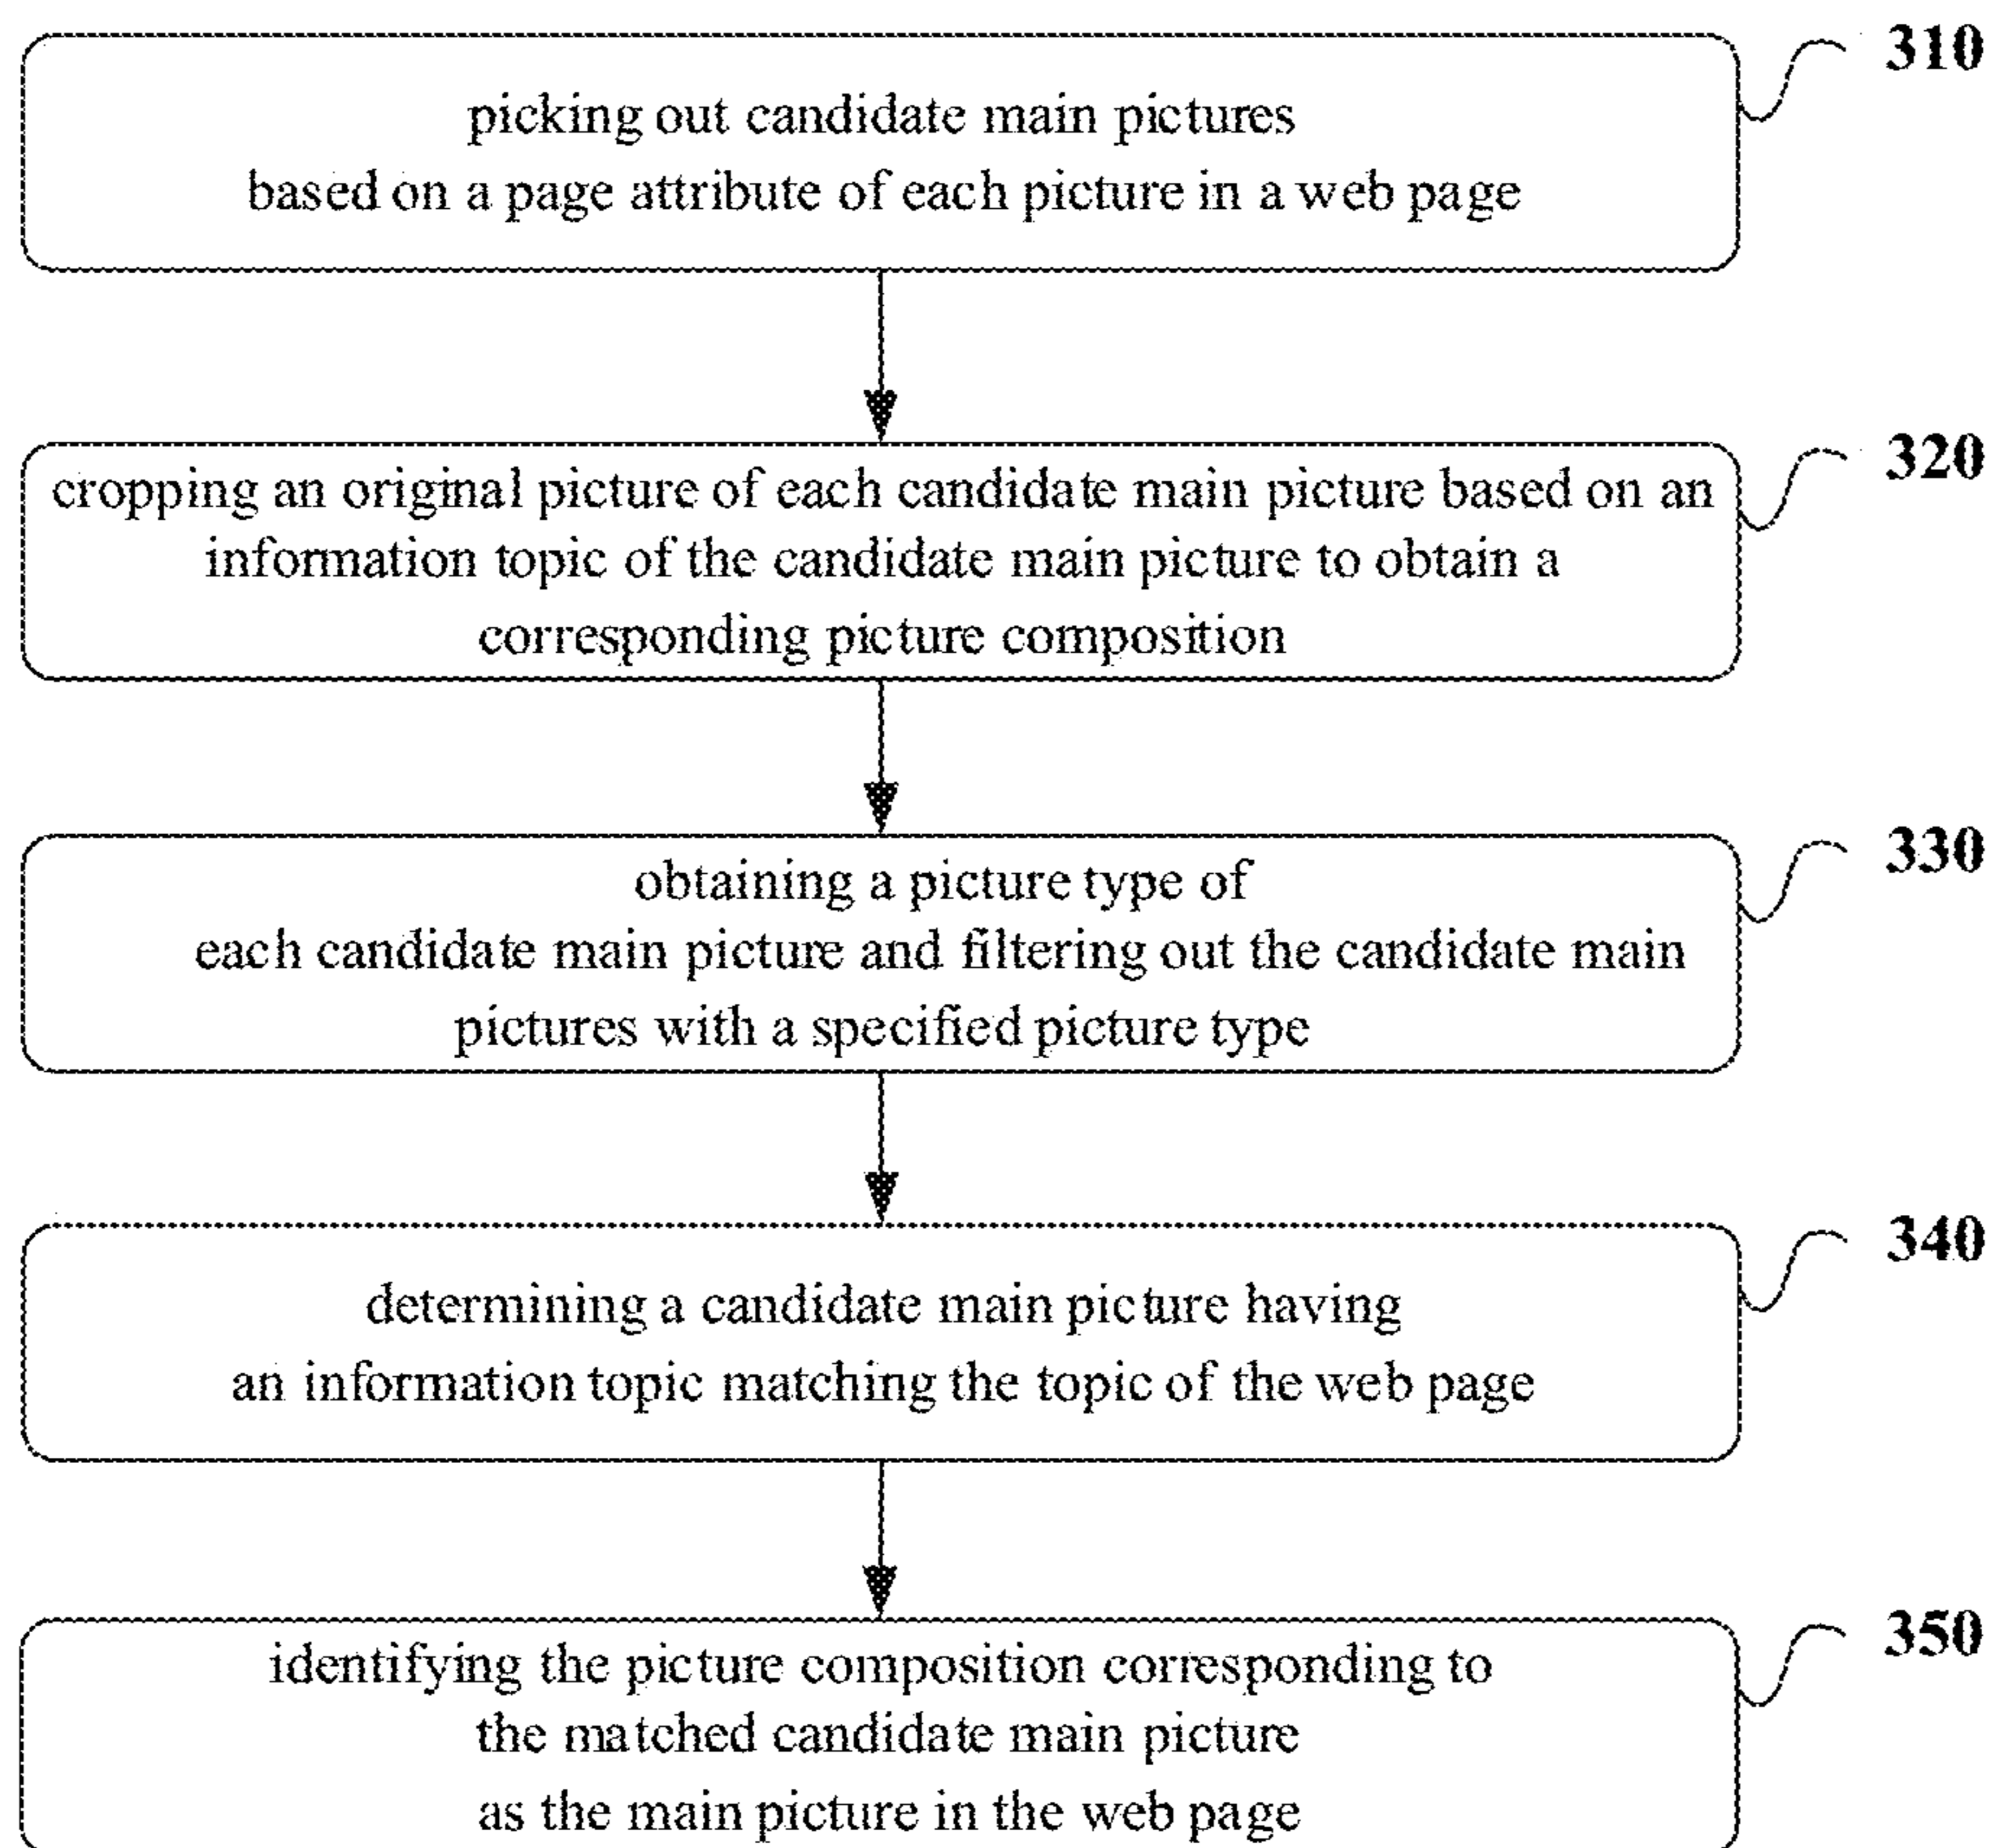 310
picking out candidate main pictures
based on a page attribute of each picture in a web page
320
cropping an original picture of each candidate main picture based on an
information topic of the candidate main picture to obtain a
corresponding picture composition
330
obtaining a picture type of
each candidate main picture and filtering out the candidate main
pictures with a specified picture type
340
determining a candidate main picture having
an information topic matching the topic of the web page
350
identifying the picture composition corresponding to
the matched candidate main picture
as the main picture in the web page